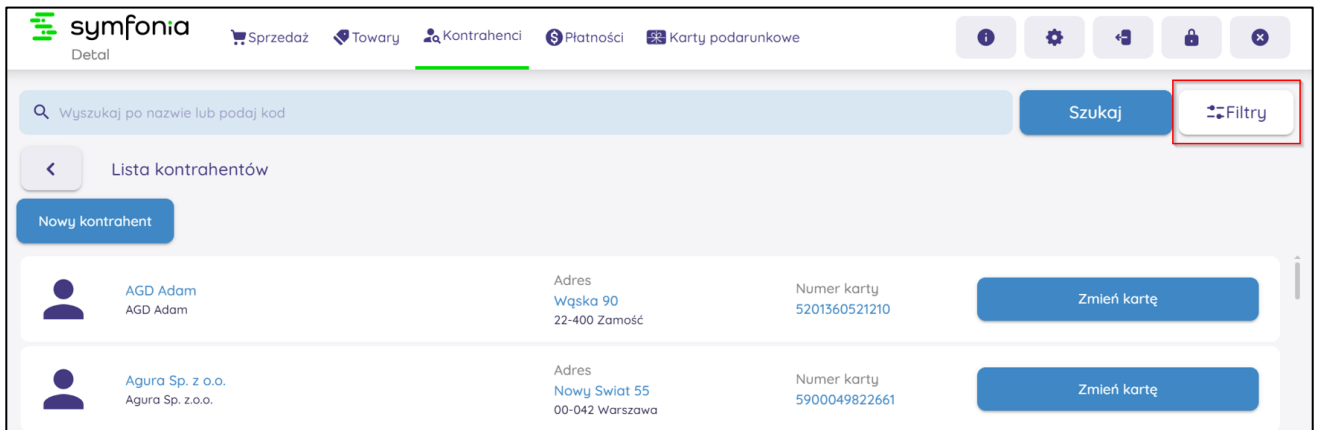 symfonia
Detal
Sprzedaż Towary Kontrahenci Płatności Karty podarunkowe
Wyszukaj po nazwie lub podaj kod Szukaj Filtry
Lista kontrahentów
Nowy kontrahent
AGD Adam
AGD Adam
Adres
Wąska 90
22-400 Zamość
Numer karty
5201360521210
Zmień kartę
Agura Sp. z o.o.
Agura Sp. z.o.o.
Adres
Nowy Swiat 55
00-042 Warszawa
Numer karty
5900049822661
Zmień kartę